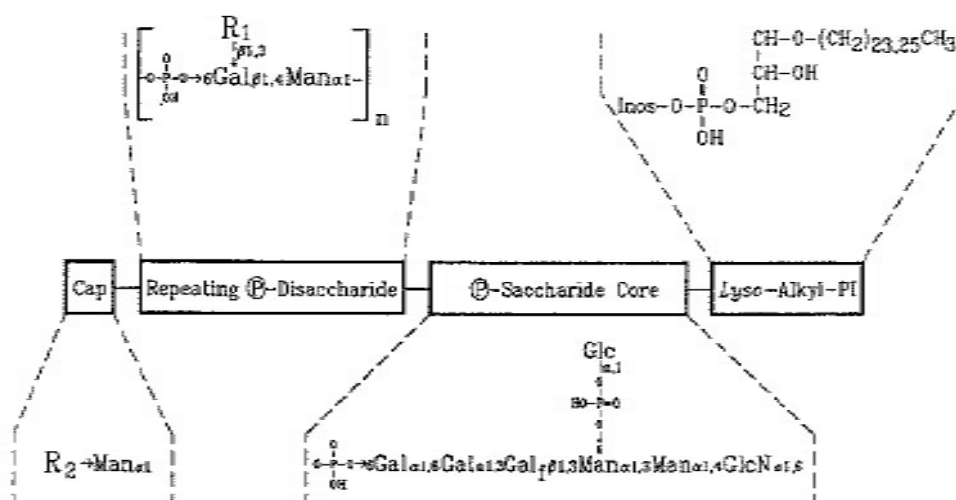 R1
β1,3
[-O-P-O→6Galβ1,4Manα1-]n
O
OH
CH-O-(CH2)23,25CH3
CH-OH
O
Inos-O-P-O-CH2
OH
Cap
Repeating Ⓟ-Disaccharide
Ⓟ-Saccharide Core
Lyso-Alkyl-PI
Glc
α,1
O
HO-P=O
O
R2→Manα1
O
O-P-O→6Galα1,6Galα1,3Galfβ1,3Manα1,3Manα1,4GlcNα1,6
OH